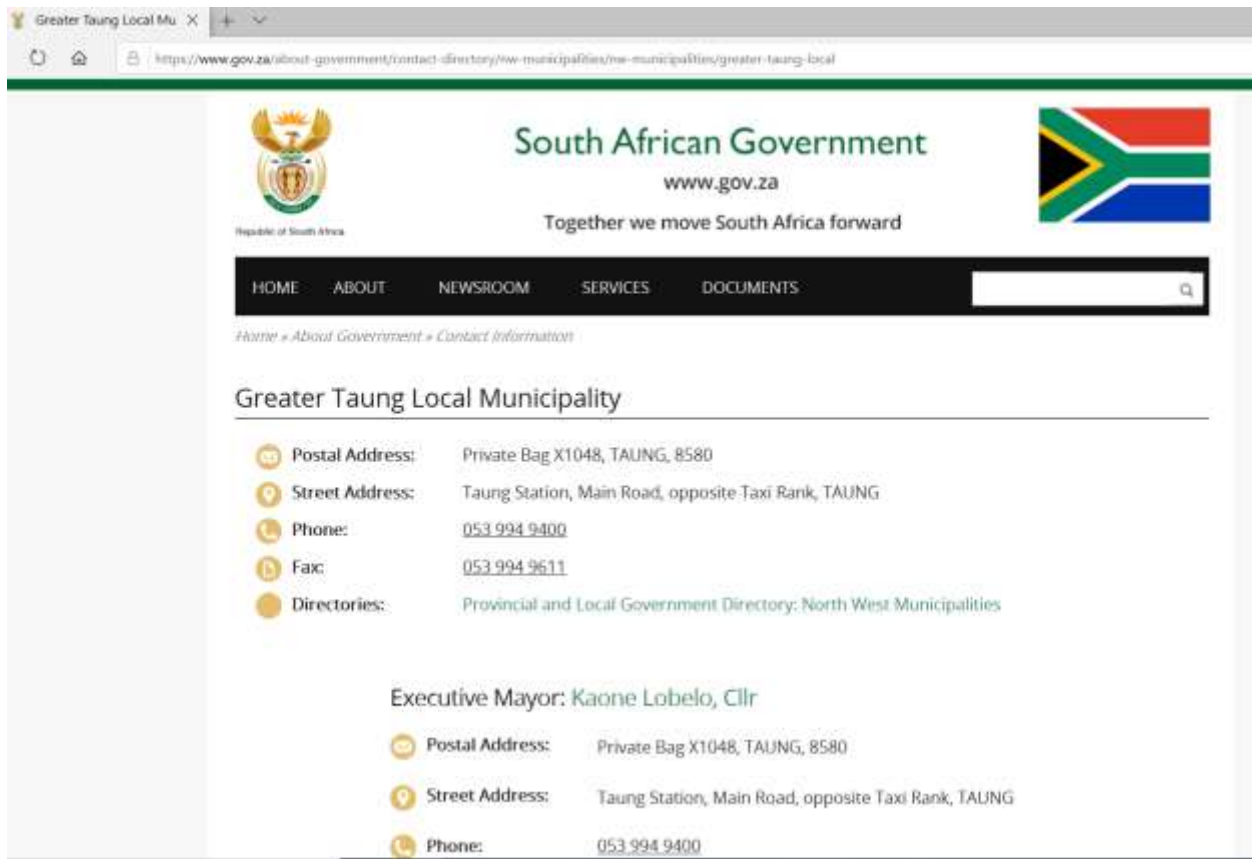 Greater Taung Local Mu
https://www.gov.za/about-government/contact-directory/nw-municipalities/nw-municipalities/greater-taung-local
South African Government
www.gov.za
Together we move South Africa forward
Republic of South Africa
HOME ABOUT NEWSROOM SERVICES DOCUMENTS
Home » About Government » Contact Information
Greater Taung Local Municipality
Postal Address: Private Bag X1048, TAUNG, 8580
Street Address: Taung Station, Main Road, opposite Taxi Rank, TAUNG
Phone: 053 994 9400
Fax: 053 994 9611
Directories: Provincial and Local Government Directory: North West Municipalities
Executive Mayor: Kaone Lobelo, Cllr
Postal Address: Private Bag X1048, TAUNG, 8580
Street Address: Taung Station, Main Road, opposite Taxi Rank, TAUNG
Phone: 053 994 9400